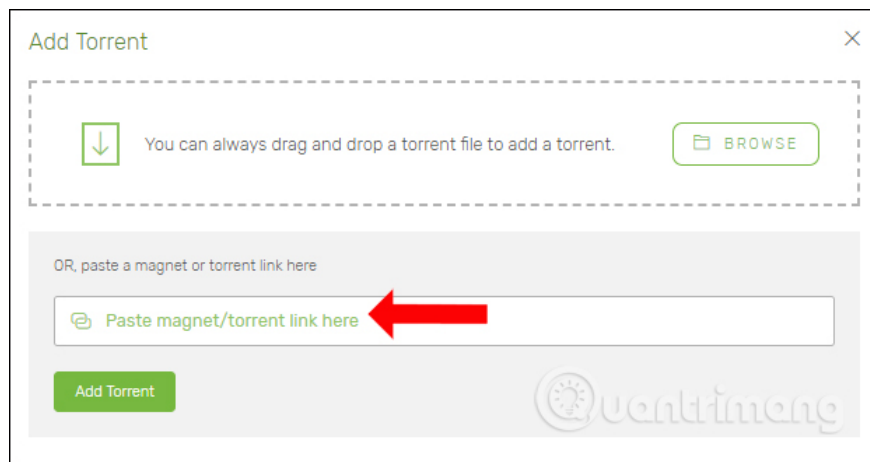 Add Torrent
You can always drag and drop a torrent file to add a torrent.
BROWSE
OR, paste a magnet or torrent link here
Paste magnet/torrent link here
Add Torrent
Quantrimang